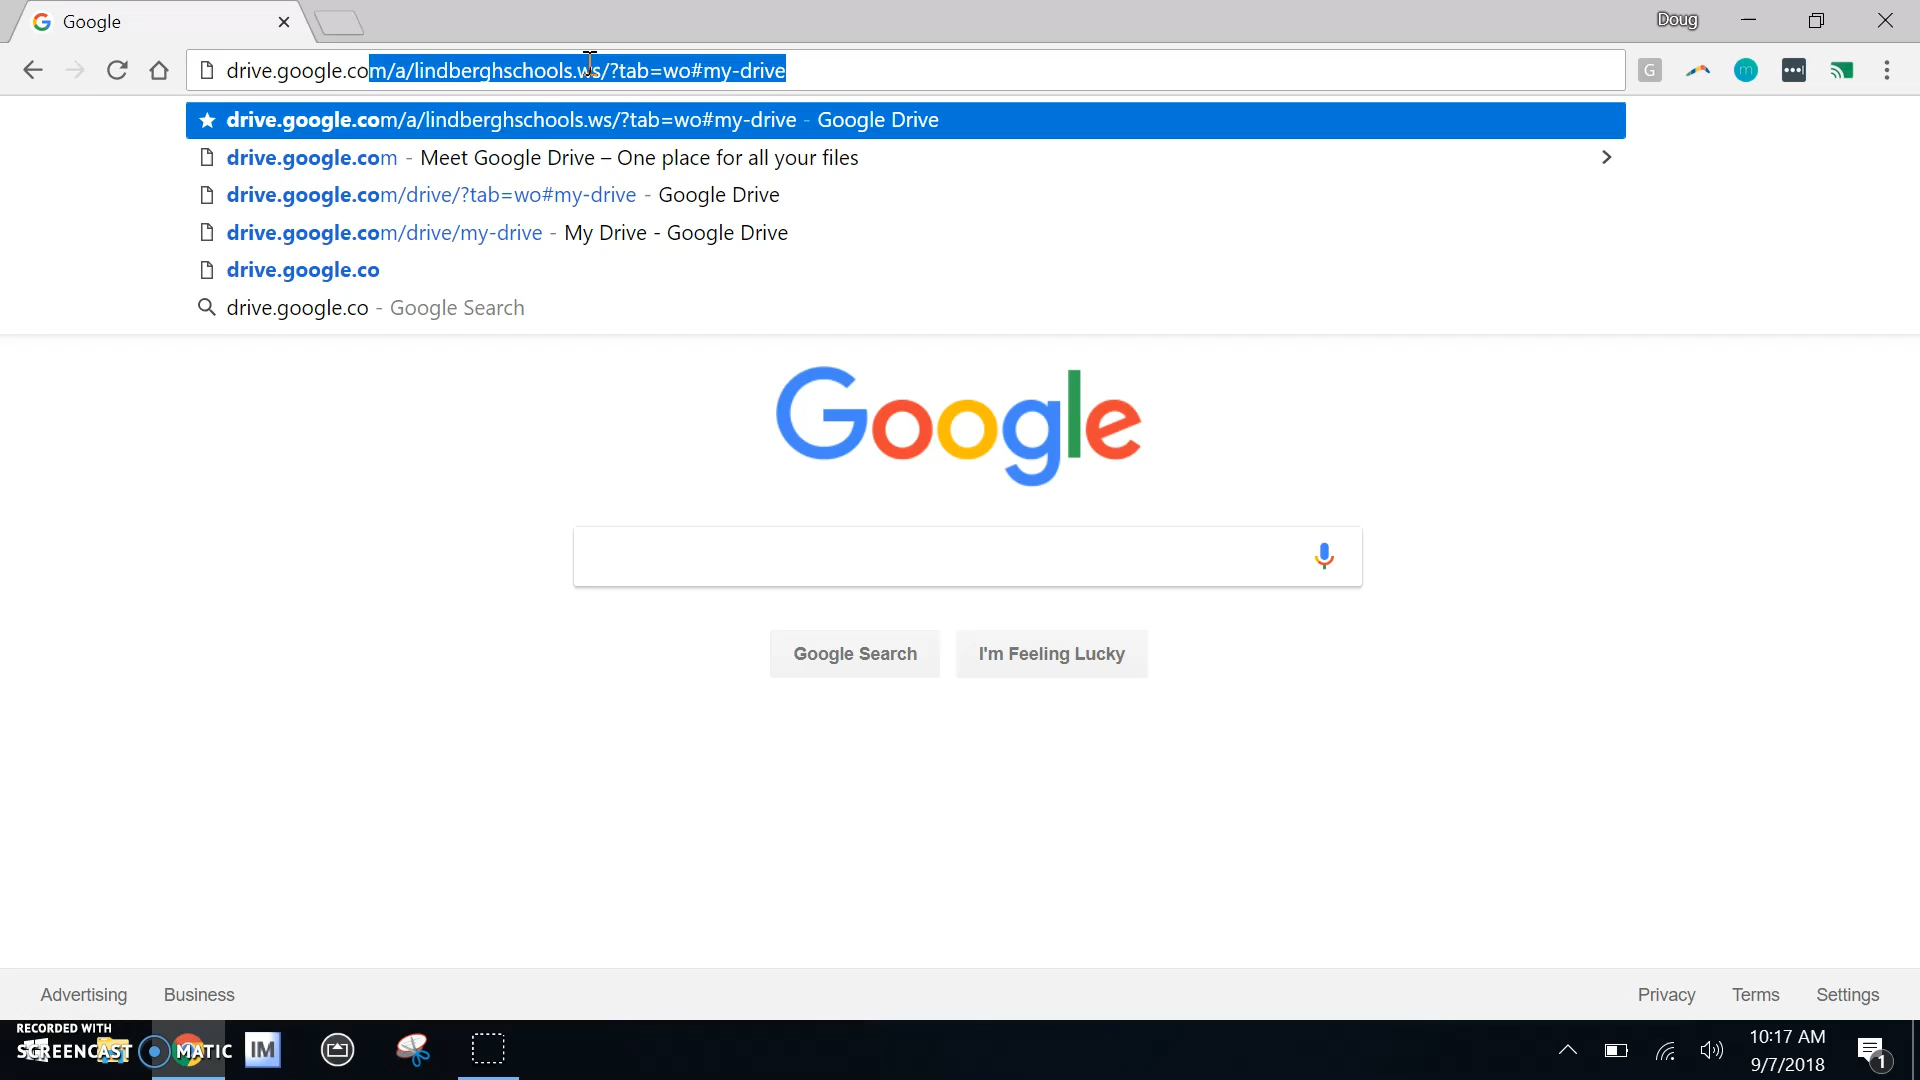 Google
Doug
drive.google.com/a/lindberghschools.ws/?tab=wo#my-drive
G
m
drive.google.com/a/lindberghschools.ws/?tab=wo#my-drive - Google Drive
drive.google.com - Meet Google Drive – One place for all your files
drive.google.com/drive/?tab=wo#my-drive - Google Drive
drive.google.com/drive/my-drive - My Drive - Google Drive
drive.google.co
drive.google.co - Google Search
Google
Google Search
I'm Feeling Lucky
Advertising
Business
Privacy
Terms
Settings
RECORDED WITH
SCREENCAST MATIC
IM
10:17 AM
9/7/2018
1